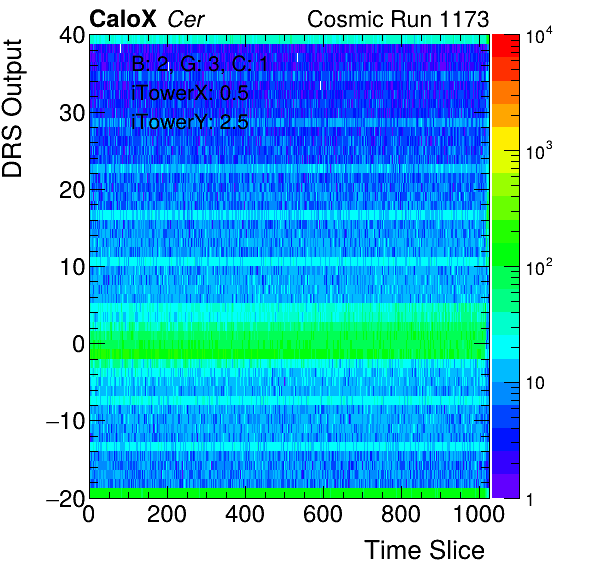 CaloX Cer Cosmic Run 1173
DRS Output
B: 2, G: 3, C: 1
iTowerX: 0.5
iTowerY: 2.5
40
30
20
10
0
−10
−20
0 200 400 600 800 1000
Time Slice
10^4
10^3
10^2
10
1